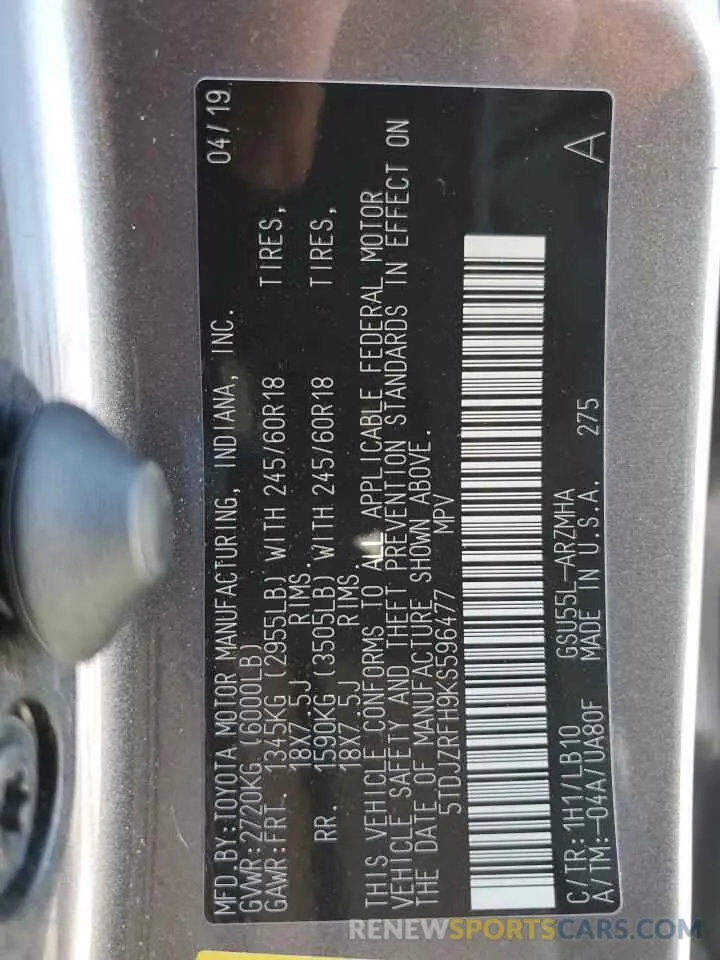 MFD.BY:TOYOTA MOTOR MANUFACTURING, INDIANA, INC. 04/19
GVWR:2720KG (6000LB)
GAWR:FRT. 1345KG (2955LB) WITH 245/60R18 TIRES,
18X7.5J RIMS.
RR. 1590KG (3505LB) WITH 245/60R18 TIRES,
18X7.5J RIMS.
THIS VEHICLE CONFORMS TO ALL APPLICABLE FEDERAL MOTOR
VEHICLE SAFETY AND THEFT PREVENTION STANDARDS IN EFFECT ON
THE DATE OF MANUFACTURE SHOWN ABOVE.
5TDJZRFH9KS596477 MPV
C/TR:1H1/LB10 GSU55L-ARZMHA
A/TM:-04A/UA80F MADE IN U.S.A. 275 A
RENEWSPORTSCARS.COM